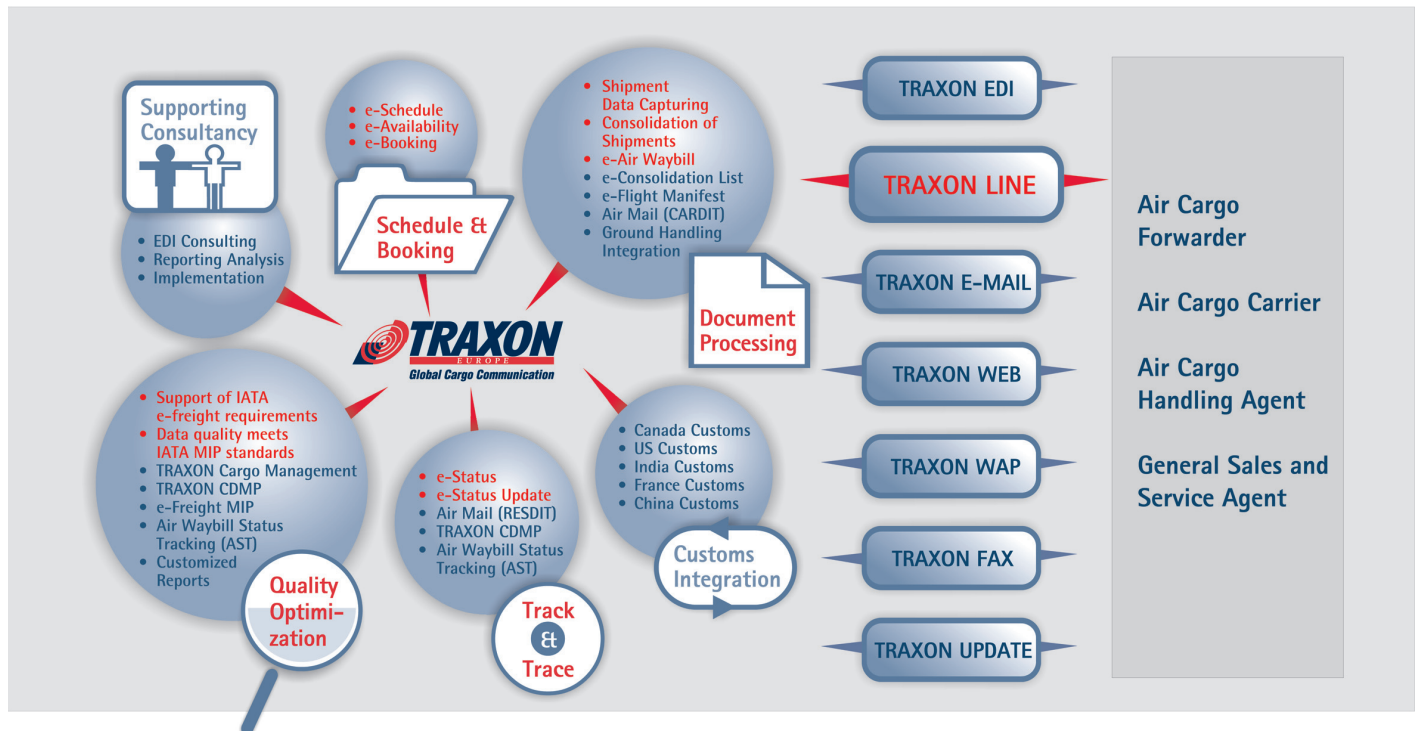 Supporting
Consultancy
• EDI Consulting
• Reporting Analysis
• Implementation
• e-Schedule
• e-Availability
• e-Booking
Schedule &
Booking
• Shipment
Data Capturing
• Consolidation of
Shipments
• e-Air Waybill
• e-Consolidation List
• e-Flight Manifest
• Air Mail (CARDIT)
• Ground Handling
Integration
Document
Processing
TRAXON
EUROPE
Global Cargo Communication
• Support of IATA
e-freight requirements
• Data quality meets
IATA MIP standards
• TRAXON Cargo Management
• TRAXON CDMP
• e-Freight MIP
• Air Waybill Status
Tracking (AST)
• Customized
Reports
Quality
Optimi-
zation
• e-Status
• e-Status Update
• Air Mail (RESDIT)
• TRAXON CDMP
• Air Waybill Status
Tracking (AST)
Track
&
Trace
• Canada Customs
• US Customs
• India Customs
• France Customs
• China Customs
Customs
Integration
TRAXON EDI
TRAXON LINE
TRAXON E-MAIL
TRAXON WEB
TRAXON WAP
TRAXON FAX
TRAXON UPDATE
Air Cargo
Forwarder
Air Cargo Carrier
Air Cargo
Handling Agent
General Sales and
Service Agent